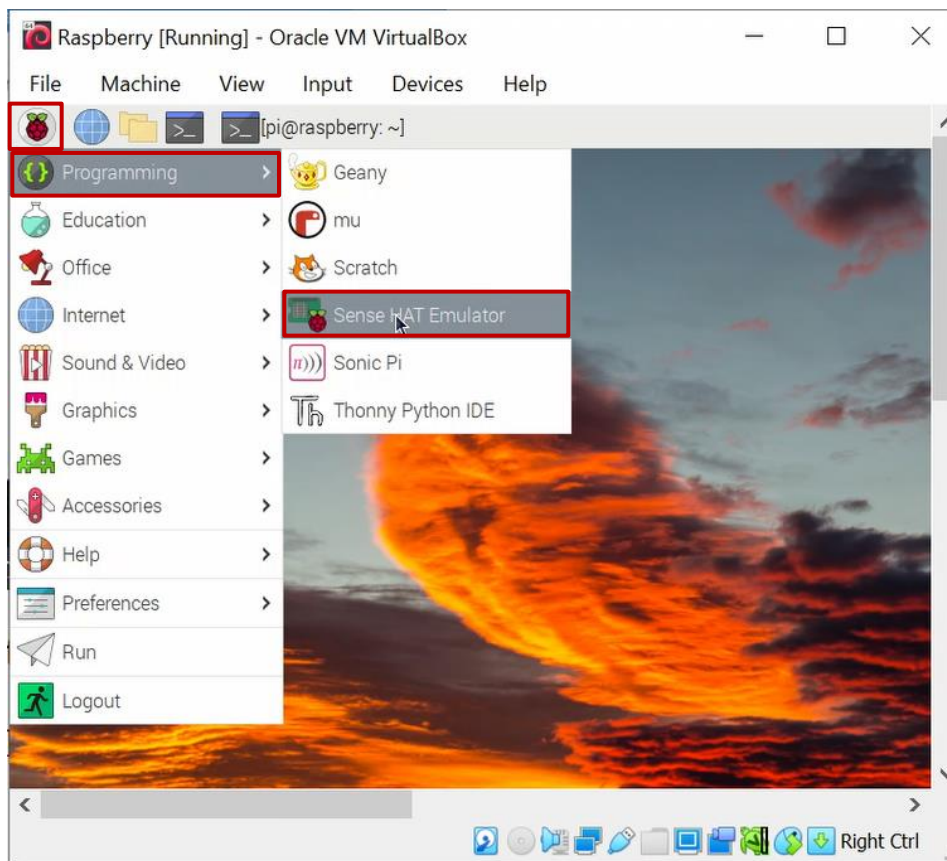 Raspberry [Running] - Oracle VM VirtualBox
File Machine View Input Devices Help
[pi@raspberry: ~]
Programming
Education
Office
Internet
Sound & Video
Graphics
Games
Accessories
Help
Preferences
Run
Logout
Geany
mu
Scratch
Sense HAT Emulator
Sonic Pi
Thonny Python IDE
Right Ctrl